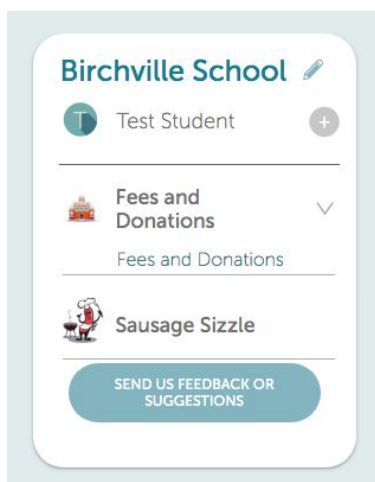 Birchville School
T Test Student
Fees and
Donations
Fees and Donations
Sausage Sizzle
SEND US FEEDBACK OR
SUGGESTIONS